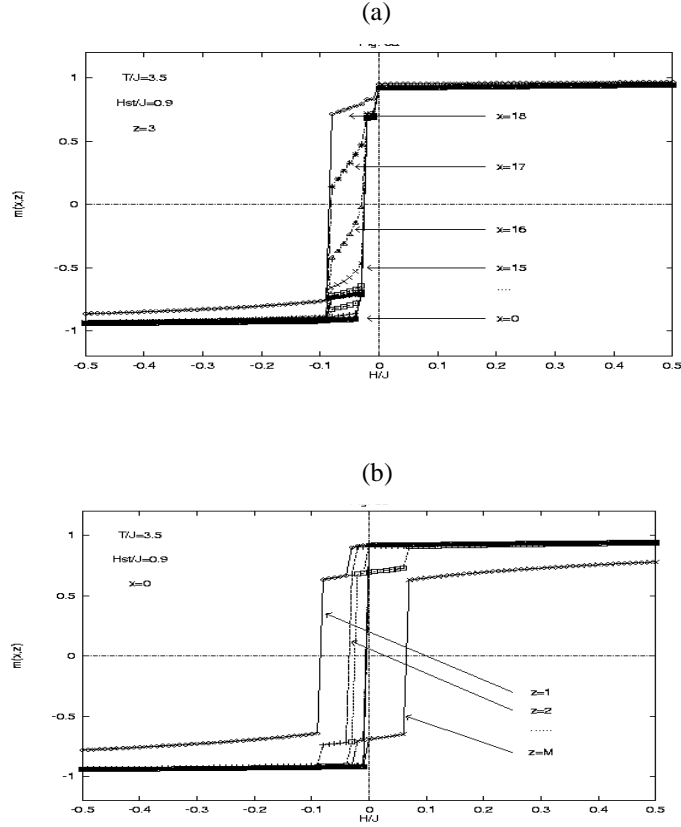 (a)
1
0.5
0
-0.5
-1
m(x,z)
T/J=3.5
Hst/J=0.9
z=3
x=18
x=17
x=16
x=15
....
x=0
-0.5 -0.4 -0.3 -0.2 -0.1 0 0.1 0.2 0.3 0.4 0.5
H/J
(b)
1
0.5
0
-0.5
-1
m(x,z)
T/J=3.5
Hst/J=0.9
x=0
z=1
z=2
.....
z=M
-0.5 -0.4 -0.3 -0.2 -0.1 0 0.1 0.2 0.3 0.4 0.5
H/J